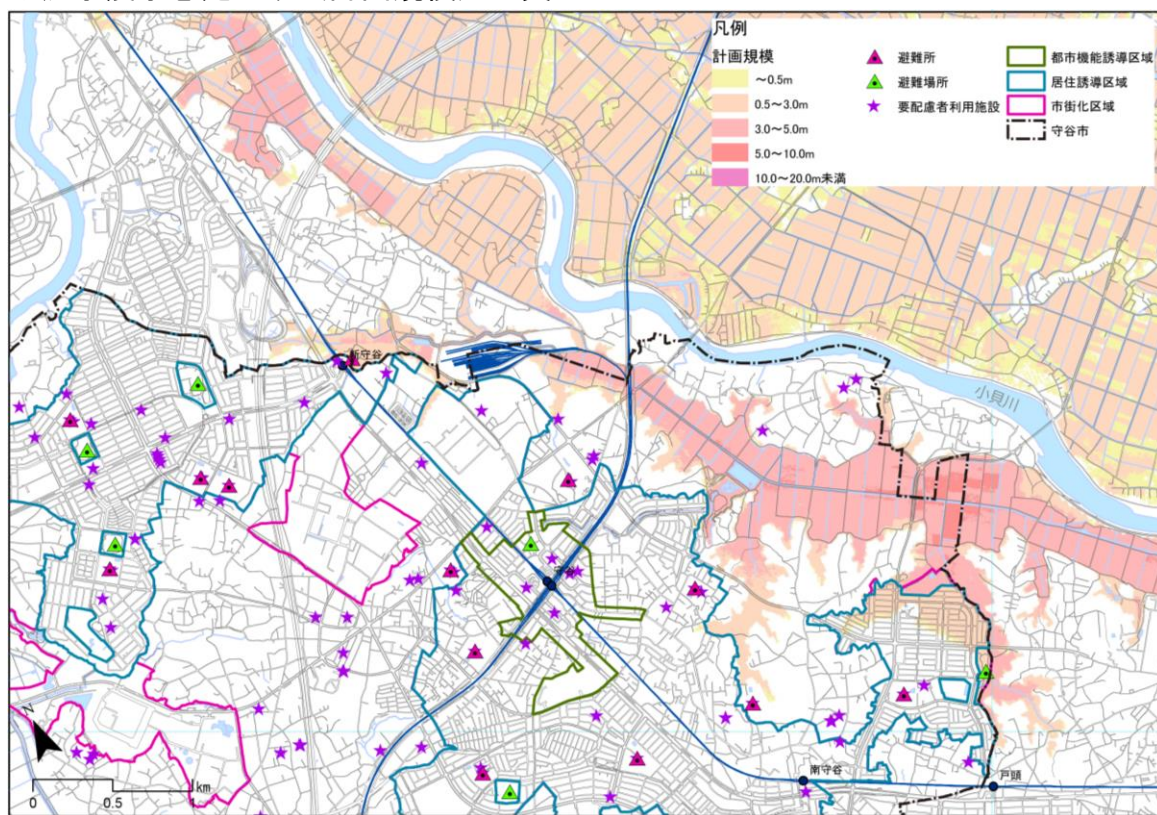 凡例
計画規模
～0.5m
0.5～3.0m
3.0～5.0m
5.0～10.0m
10.0～20.0m未満
避難所
避難場所
要配慮者利用施設
都市機能誘導区域
居住誘導区域
市街化区域
守谷市
新守谷
小貝川
南守谷
戸頭
N
0
0.5
1
km